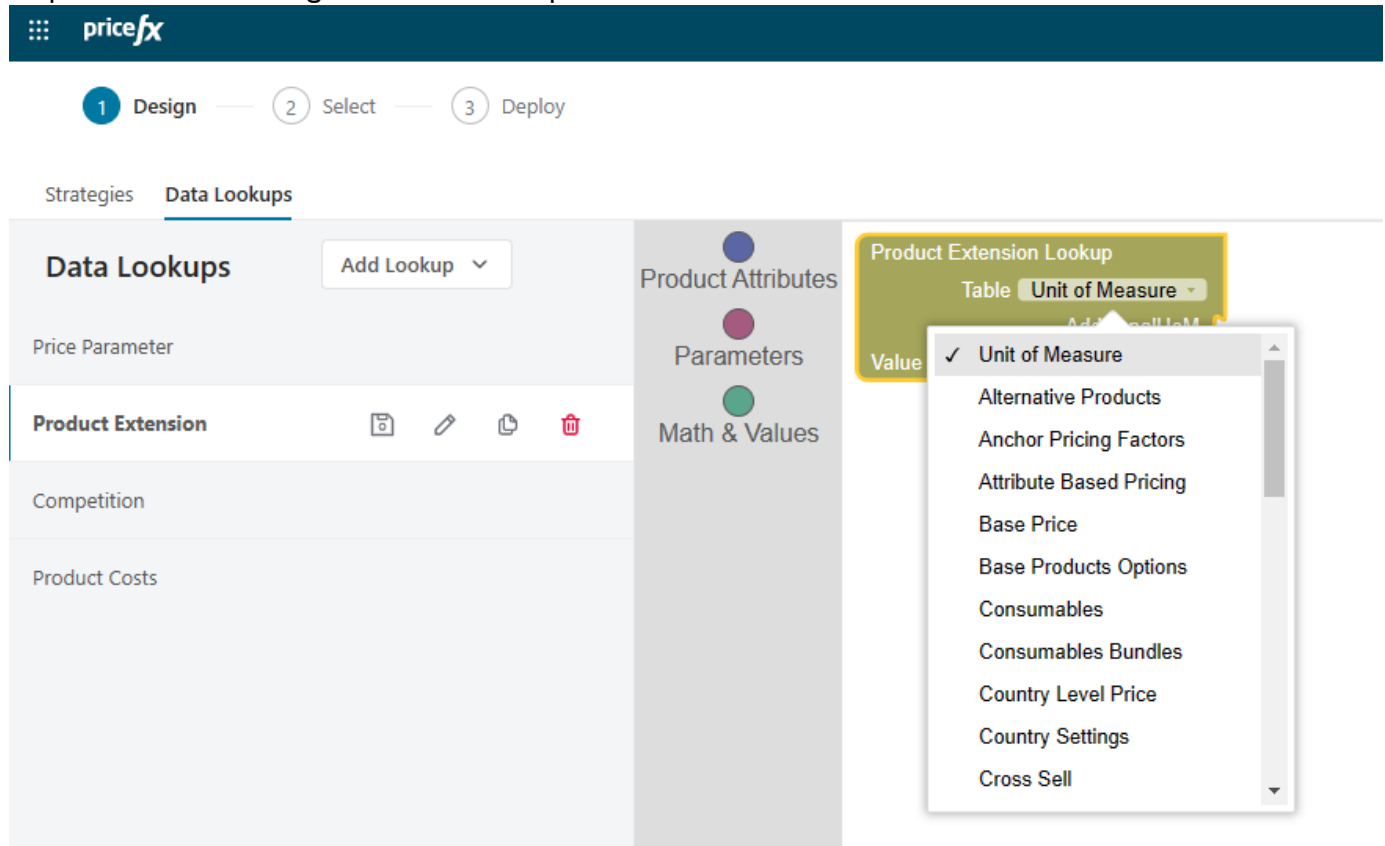 pricefx
1 Design 2 Select 3 Deploy
Strategies Data Lookups
Data Lookups Add Lookup
Price Parameter
Product Extension
Competition
Product Costs
Product Attributes
Parameters
Math & Values
Product Extension Lookup
Table Unit of Measure
Value
✓ Unit of Measure
Alternative Products
Anchor Pricing Factors
Attribute Based Pricing
Base Price
Base Products Options
Consumables
Consumables Bundles
Country Level Price
Country Settings
Cross Sell